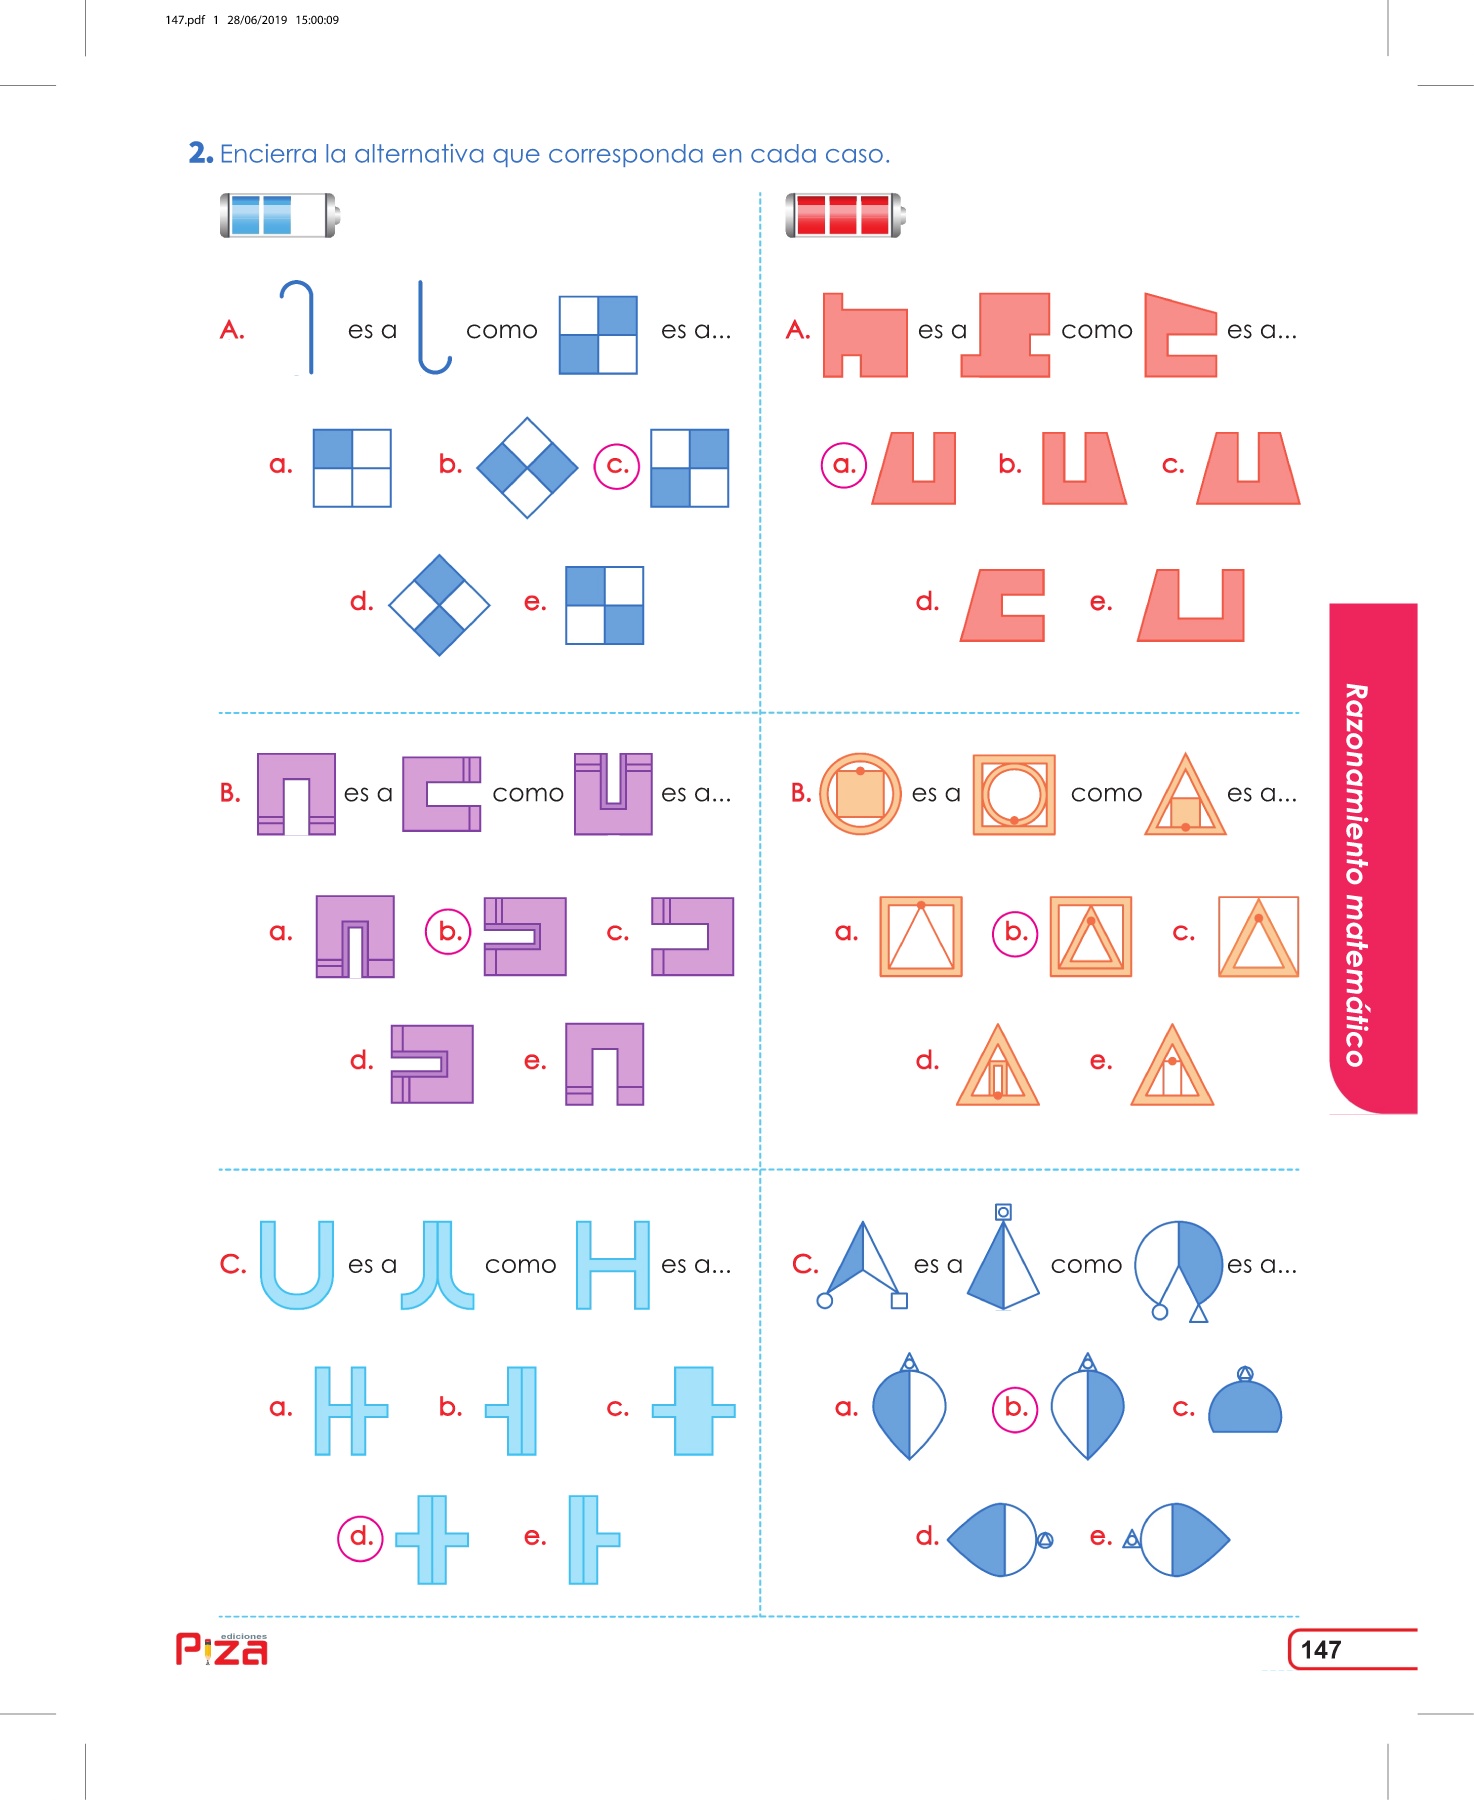 147.pdf 1 28/06/2019 15:00:09
2. Encierra la alternativa que corresponda en cada caso.
A. es a como es a...
a. b. c.
d. e.
B. es a como es a...
a. b. c.
d. e.
C. es a como es a...
a. b. c.
d. e.
A. es a como es a...
a. b. c.
d. e.
B. es a como es a...
a. b. c.
d. e.
C. es a como es a...
a. b. c.
d. e.
Razonamiento matemático
ediciones
Piza
147